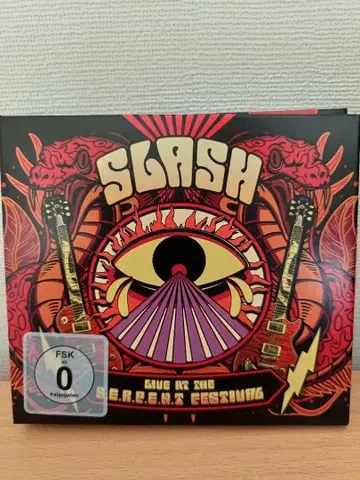 SLASH
LIVE AT THE
S.E.R.P.E.N.T FESTIVAL
FSK
ab
0
freigegeben